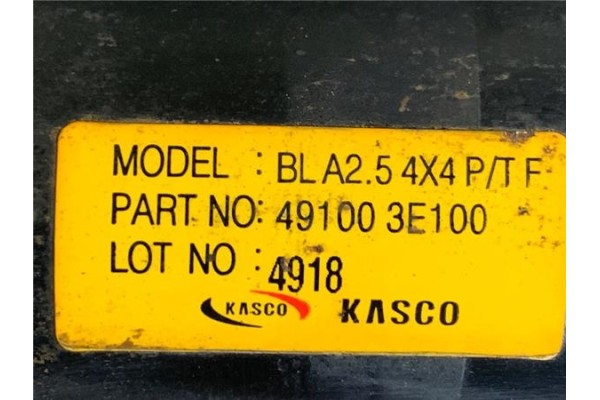 MODEL : BL A2.5 4X4 P/T F
PART NO: 49100 3E100
LOT NO : 4918
KASCO KASCO